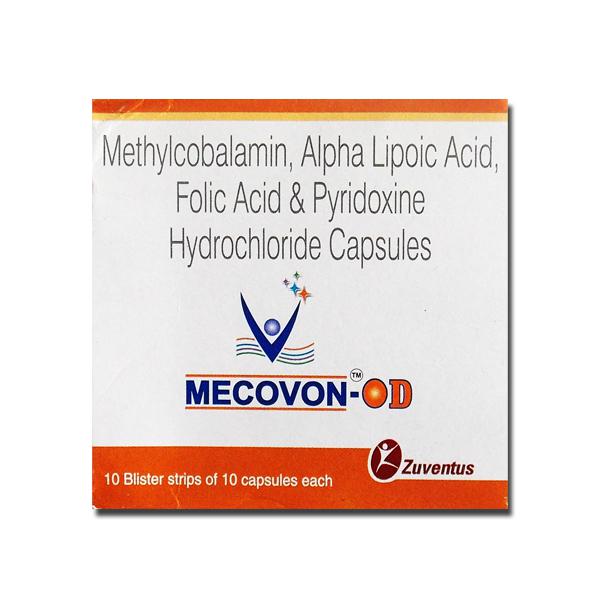 Methylcobalamin, Alpha Lipoic Acid,
Folic Acid & Pyridoxine
Hydrochloride Capsules
MECOVON-OD
TM
10 Blister strips of 10 capsules each
Zuventus